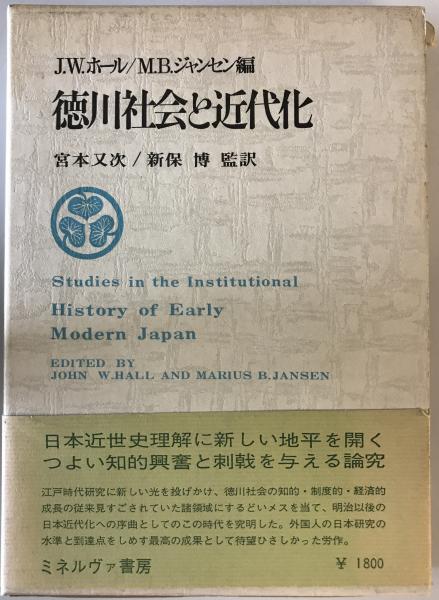 J.W.ホール/M.B.ジャンセン編
徳川社会と近代化
宮本又次/新保 博 監訳
Studies in the Institutional
History of Early
Modern Japan
EDITED BY
JOHN W.HALL AND MARIUS B.JANSEN
日本近世史理解に新しい地平を開く
つよい知的興奮と刺戟を与える論究
江戸時代研究に新しい光を投げかけ、徳川社会の知的・制度的・経済的
成長の従来見すごされていた諸領域にするどいメスを当て、明治以後の
日本近代化への序曲としてのこの時代を究明した。外国人の日本研究の
水準と到達点をしめす最高の成果として待望ひさしかった労作。
ミネルヴァ書房 ¥ 1800